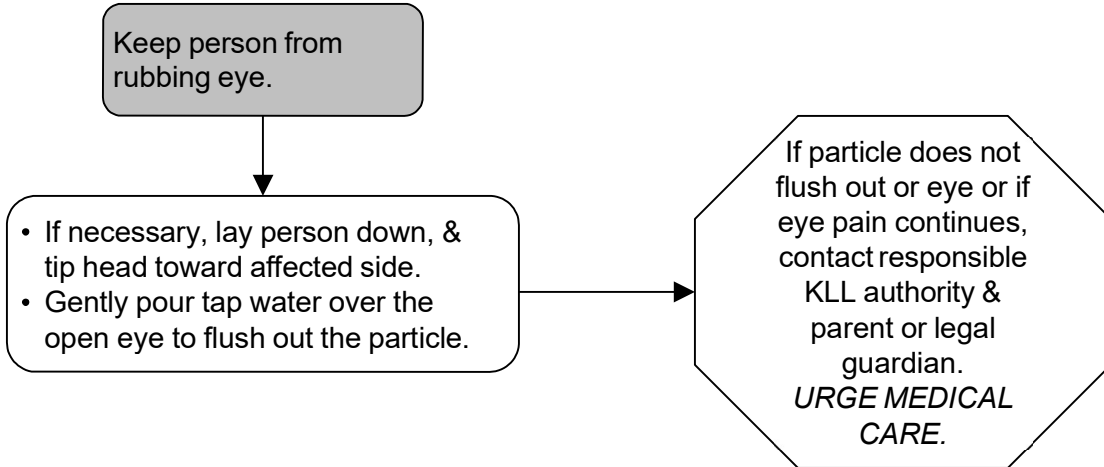 Keep person from
rubbing eye.
• If necessary, lay person down, &
tip head toward affected side.
• Gently pour tap water over the
open eye to flush out the particle.
If particle does not
flush out or eye or if
eye pain continues,
contact responsible
KLL authority &
parent or legal
guardian.
URGE MEDICAL
CARE.